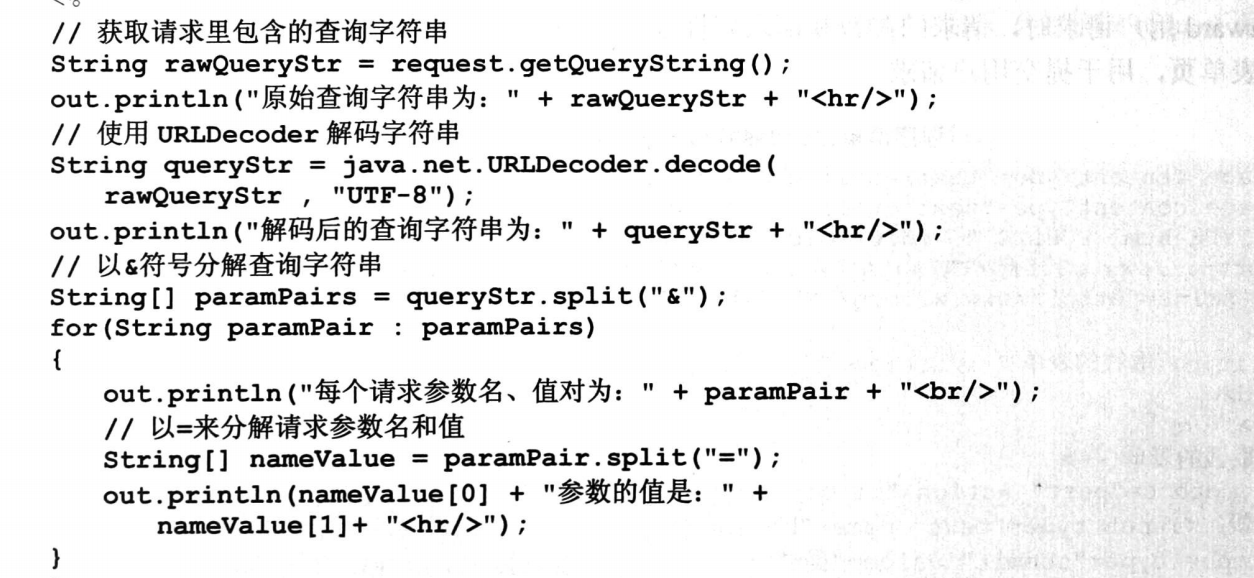 // 获取请求里包含的查询字符串
String rawQueryStr = request.getQueryString();
out.println("原始查询字符串为：" + rawQueryStr + "<hr/>");
// 使用 URLDecoder 解码字符串
String queryStr = java.net.URLDecoder.decode(
    rawQueryStr , "UTF-8");
out.println("解码后的查询字符串为：" + queryStr + "<hr/>");
// 以&符号分解查询字符串
String[] paramPairs = queryStr.split("&");
for(String paramPair : paramPairs)
{
    out.println("每个请求参数名、值对为：" + paramPair + "<br/>");
    // 以=来分解请求参数名和值
    String[] nameValue = paramPair.split("=");
    out.println(nameValue[0] + "参数的值是：" +
        nameValue[1]+ "<hr/>");
}